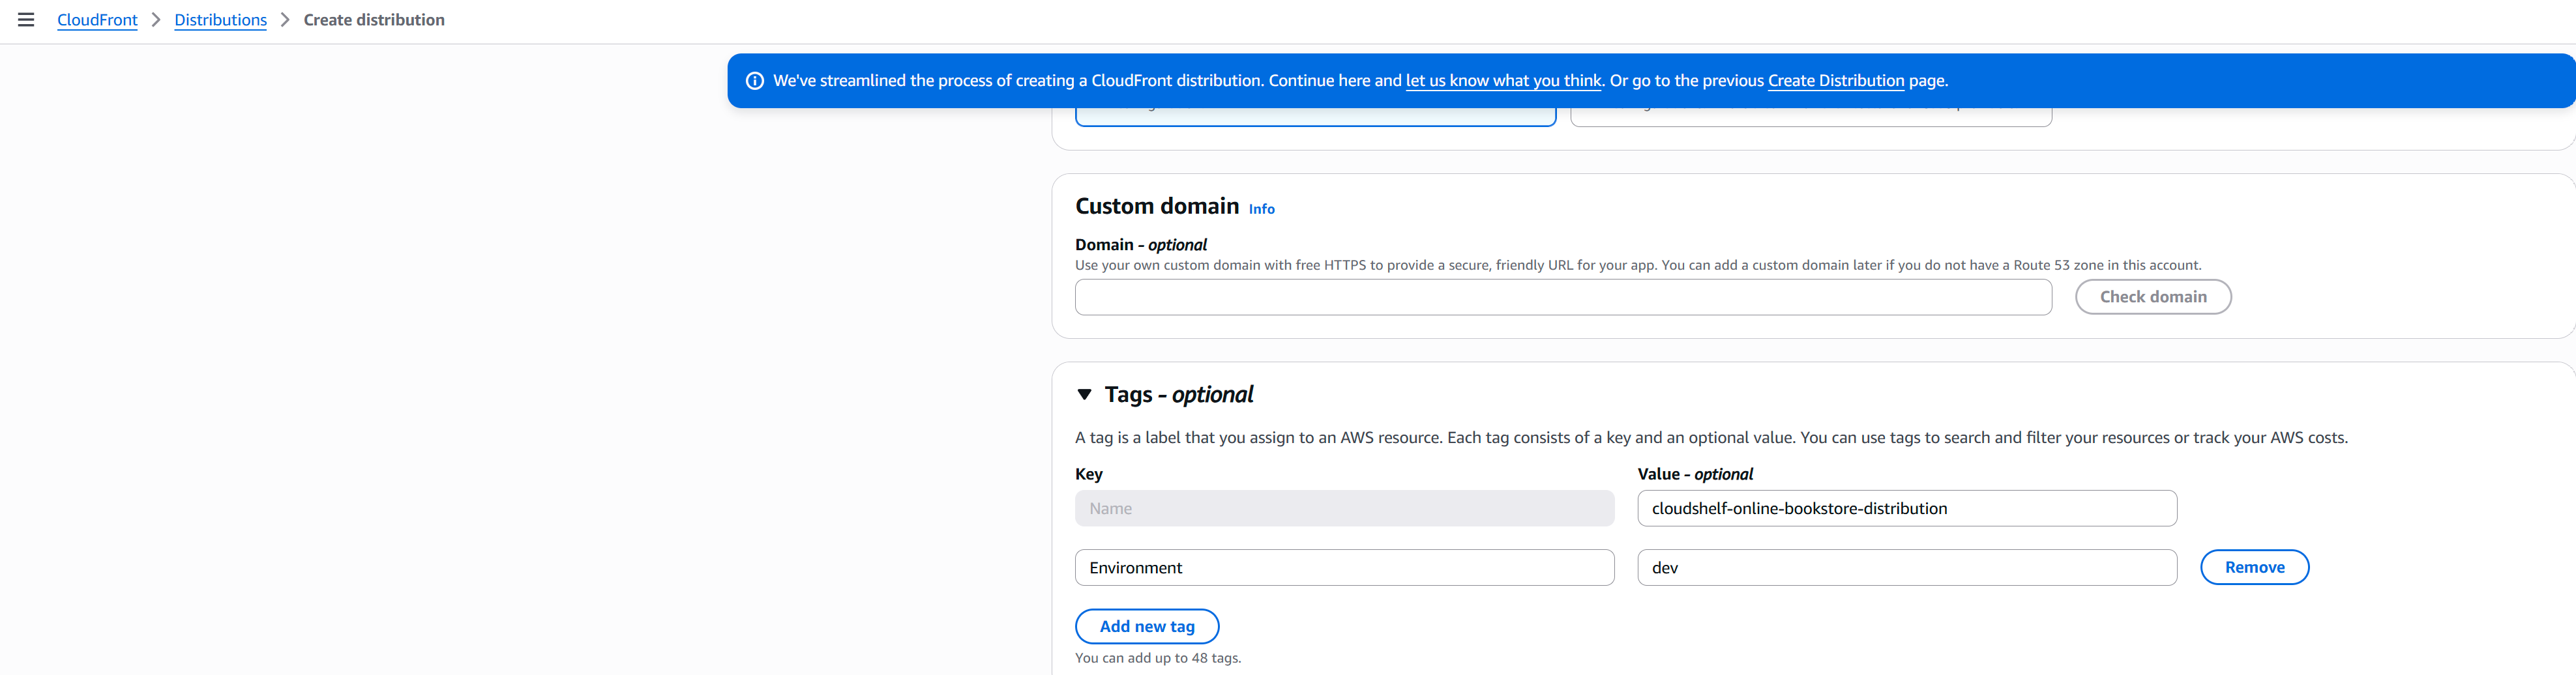 CloudFront > Distributions > Create distribution
We've streamlined the process of creating a CloudFront distribution. Continue here and let us know what you think. Or go to the previous Create Distribution page.
Custom domain Info
Domain - optional
Use your own custom domain with free HTTPS to provide a secure, friendly URL for your app. You can add a custom domain later if you do not have a Route 53 zone in this account.
Check domain
Tags - optional
A tag is a label that you assign to an AWS resource. Each tag consists of a key and an optional value. You can use tags to search and filter your resources or track your AWS costs.
Key Value - optional
Name cloudshelf-online-bookstore-distribution
Environment dev Remove
Add new tag
You can add up to 48 tags.